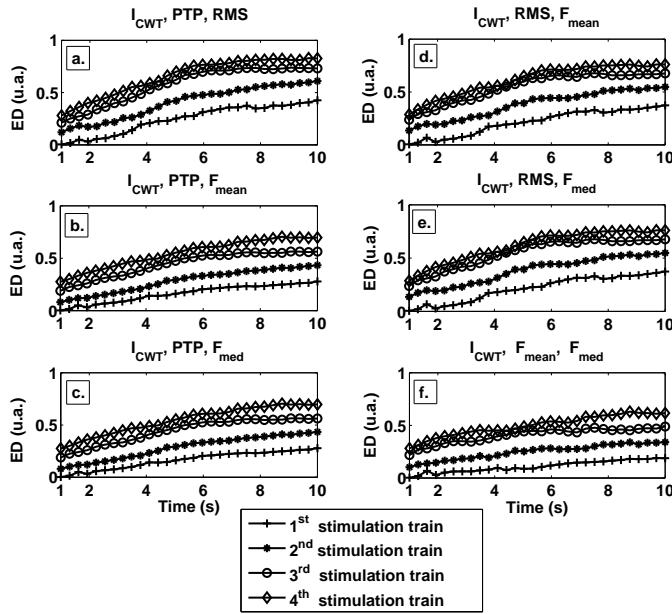 I_CWT, PTP, RMS
a.
ED (u.a.)
1
0.5
0
1 2 4 6 8 10
I_CWT, RMS, F_mean
d.
ED (u.a.)
1
0.5
0
1 2 4 6 8 10
I_CWT, PTP, F_mean
b.
ED (u.a.)
1
0.5
0
1 2 4 6 8 10
I_CWT, RMS, F_med
e.
ED (u.a.)
1
0.5
0
1 2 4 6 8 10
I_CWT, PTP, F_med
c.
ED (u.a.)
1
0.5
0
1 2 4 6 8 10
Time (s)
I_CWT, F_mean, F_med
f.
ED (u.a.)
1
0.5
0
1 2 4 6 8 10
Time (s)
1st stimulation train
2nd stimulation train
3rd stimulation train
4th stimulation train